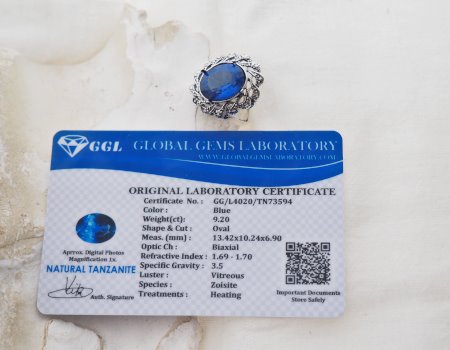 GGL GLOBAL GEMS LABORATORY
WWW.GLOBALGEMSLABORATORY.COM
ORIGINAL LABORATORY CERTIFICATE
Certificate No. : GG/L4020/TN73594
Color : Blue
Weight(ct) : 9.20
Shape & Cut : Oval
Meas. (mm) : 13.42x10.24x6.90
Optic Ch : Biaxial
Refractive Index : 1.69 - 1.70
Specific Gravity : 3.5
Luster : Vitreous
Species : Zoisite
Treatments : Heating
Aprrox. Digital Photos
Magnification 1x
NATURAL TANZANITE
Auth. Signature
Important Documents
Store Safely